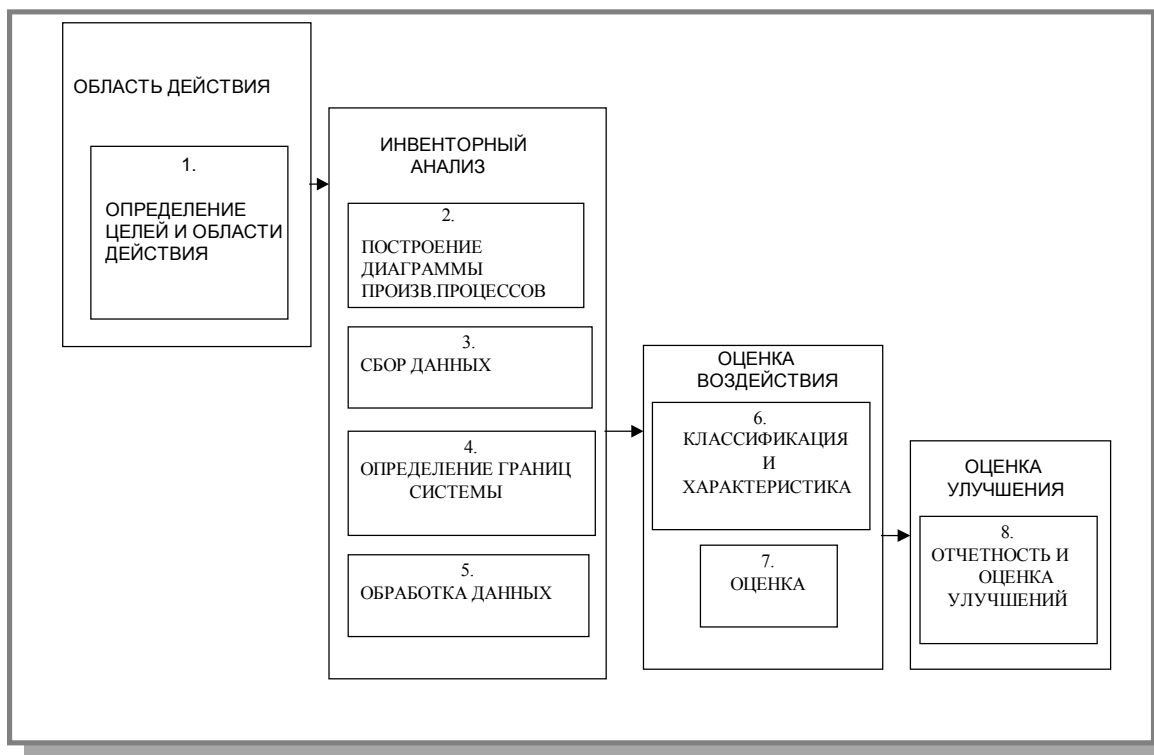 ОБЛАСТЬ ДЕЙСТВИЯ
1.
ОПРЕДЕЛЕНИЕ
ЦЕЛЕЙ И ОБЛАСТИ
ДЕЙСТВИЯ
ИНВЕНТОРНЫЙ
АНАЛИЗ
2.
ПОСТРОЕНИЕ
ДИАГРАММЫ
ПРОИЗВ.ПРОЦЕССОВ
3.
СБОР ДАННЫХ
4.
ОПРЕДЕЛЕНИЕ ГРАНИЦ
СИСТЕМЫ
5.
ОБРАБОТКА ДАННЫХ
ОЦЕНКА
ВОЗДЕЙСТВИЯ
6.
КЛАССИФИКАЦИЯ
И
ХАРАКТЕРИСТИКА
7.
ОЦЕНКА
ОЦЕНКА
УЛУЧШЕНИЯ
8.
ОТЧЕТНОСТЬ И
ОЦЕНКА
УЛУЧШЕНИЙ